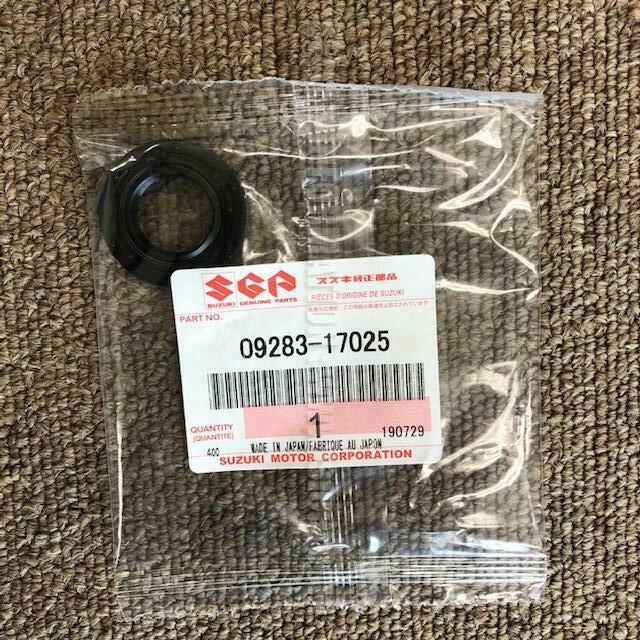 SGP
SUZUKI GENUINE PARTS
スズキ純正部品
PIÈCES D'ORIGINE DE SUZUKI
PART NO.
09283-17025
QUANTITY
(QUANTITÉ)
1
190729
400
MADE IN JAPAN/FABRIQUE AU JAPON
SUZUKI MOTOR CORPORATION